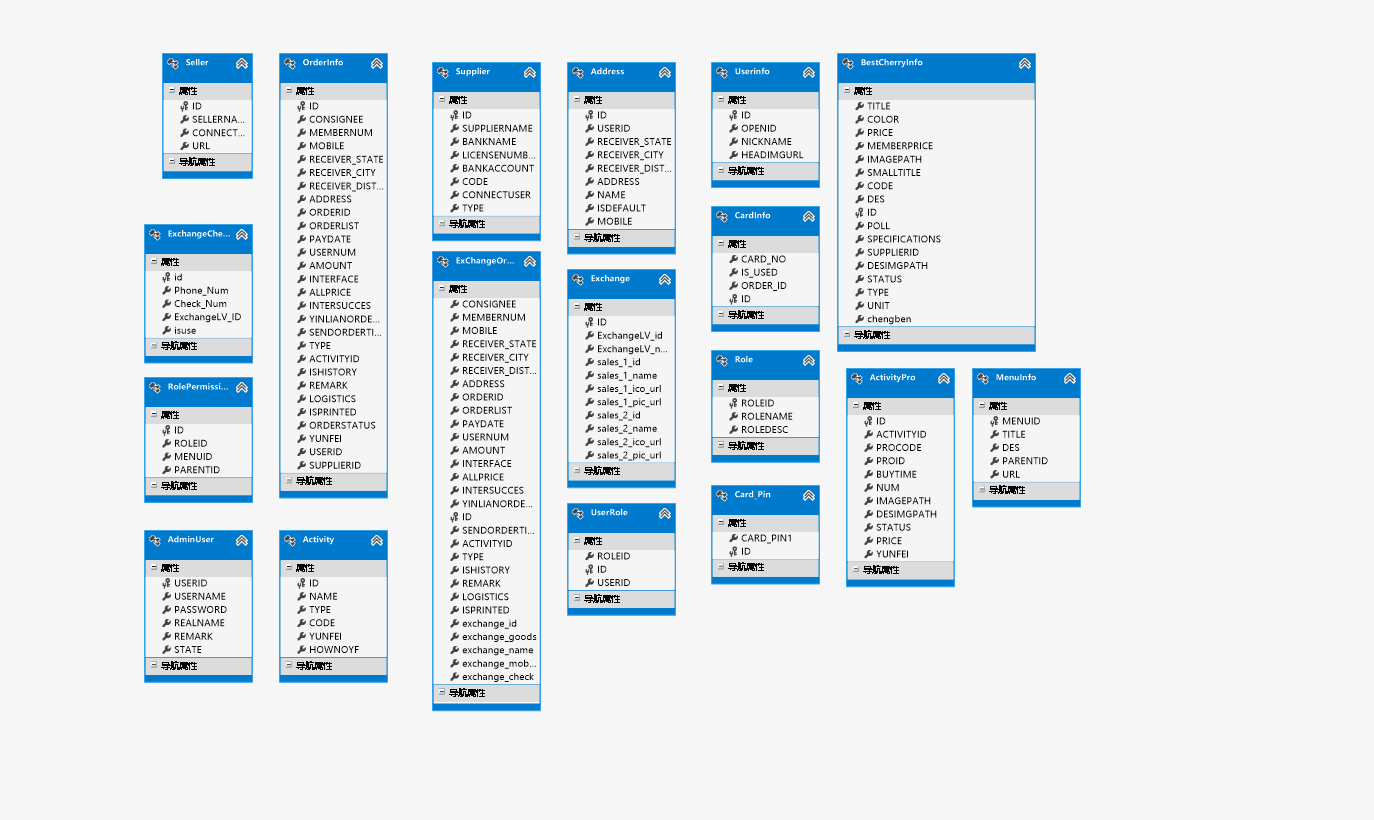 Seller
属性
ID
SELLERNA...
CONNECT...
URL
导航属性
OrderInfo
属性
ID
CONSIGNEE
MEMBERNUM
MOBILE
RECEIVER_STATE
RECEIVER_CITY
RECEIVER_DIST...
ADDRESS
ORDERID
ORDERLIST
PAYDATE
USERNUM
AMOUNT
INTERFACE
ALLPRICE
INTERSUCCES
YINLIANORDE...
SENDORDERTI...
TYPE
ACTIVITYID
ISHISTORY
REMARK
LOGISTICS
ISPRINTED
ORDERSTATUS
YUNFEI
USERID
SUPPLIERID
导航属性
Supplier
属性
ID
SUPPLIERNAME
BANKNAME
LICENSENUMB...
BANKACCOUNT
CODE
CONNECTUSER
TYPE
导航属性
Address
属性
ID
USERID
RECEIVER_STATE
RECEIVER_CITY
RECEIVER_DIST...
ADDRESS
NAME
ISDEFAULT
MOBILE
导航属性
Userinfo
属性
ID
OPENID
NICKNAME
HEADIMGURL
导航属性
BestCherryInfo
属性
TITLE
COLOR
PRICE
MEMBERPRICE
IMAGEPATH
SMALLTITLE
CODE
DES
ID
POLL
SPECIFICATIONS
SUPPLIERID
DESIMGPATH
STATUS
TYPE
UNIT
chengben
导航属性
ExchangeChe...
属性
id
Phone_Num
Check_Num
ExchangeLV_ID
isuse
导航属性
ExChangeOr...
属性
CONSIGNEE
MEMBERNUM
MOBILE
RECEIVER_STATE
RECEIVER_CITY
RECEIVER_DIST...
ADDRESS
ORDERID
ORDERLIST
PAYDATE
USERNUM
AMOUNT
INTERFACE
ALLPRICE
INTERSUCCES
YINLIANORDE...
ID
SENDORDERTI...
ACTIVITYID
TYPE
ISHISTORY
REMARK
LOGISTICS
ISPRINTED
exchange_id
exchange_goods
exchange_name
exchange_mob...
exchange_check
导航属性
Exchange
属性
ID
ExchangeLV_id
ExchangeLV_n...
sales_1_id
sales_1_name
sales_1_ico_url
sales_1_pic_url
sales_2_id
sales_2_name
sales_2_ico_url
sales_2_pic_url
导航属性
CardInfo
属性
CARD_NO
IS_USED
ORDER_ID
ID
导航属性
RolePermissi...
属性
ID
ROLEID
MENUID
PARENTID
导航属性
Role
属性
ROLEID
ROLENAME
ROLEDESC
导航属性
ActivityPro
属性
ID
ACTIVITYID
PROCODE
PROID
BUYTIME
NUM
IMAGEPATH
DESIMGPATH
STATUS
PRICE
YUNFEI
导航属性
MenuInfo
属性
MENUID
TITLE
DES
PARENTID
URL
导航属性
AdminUser
属性
USERID
USERNAME
PASSWORD
REALNAME
REMARK
STATE
导航属性
Activity
属性
ID
NAME
TYPE
CODE
YUNFEI
HOWNOYF
导航属性
UserRole
属性
ROLEID
ID
USERID
导航属性
Card_Pin
属性
CARD_PIN1
ID
导航属性